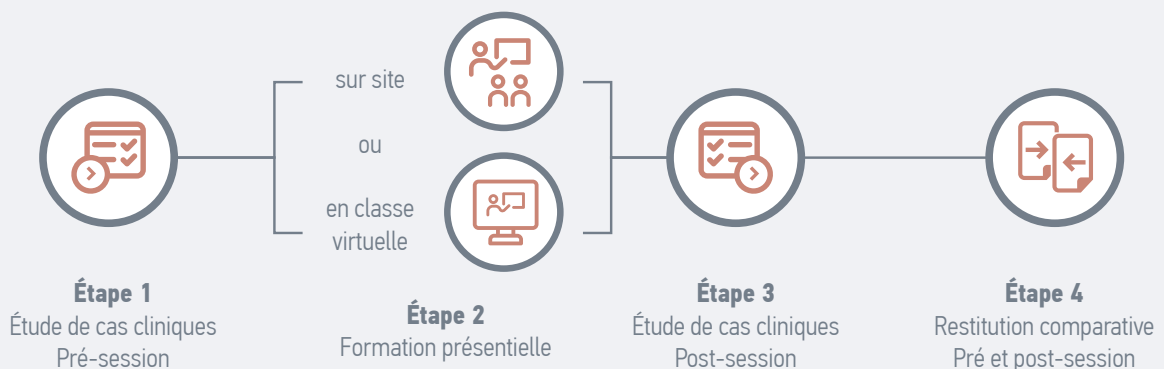 sur site
ou
en classe
virtuelle
Étape 1
Étude de cas cliniques
Pré-session
Étape 2
Formation présentielle
Étape 3
Étude de cas cliniques
Post-session
Étape 4
Restitution comparative
Pré et post-session